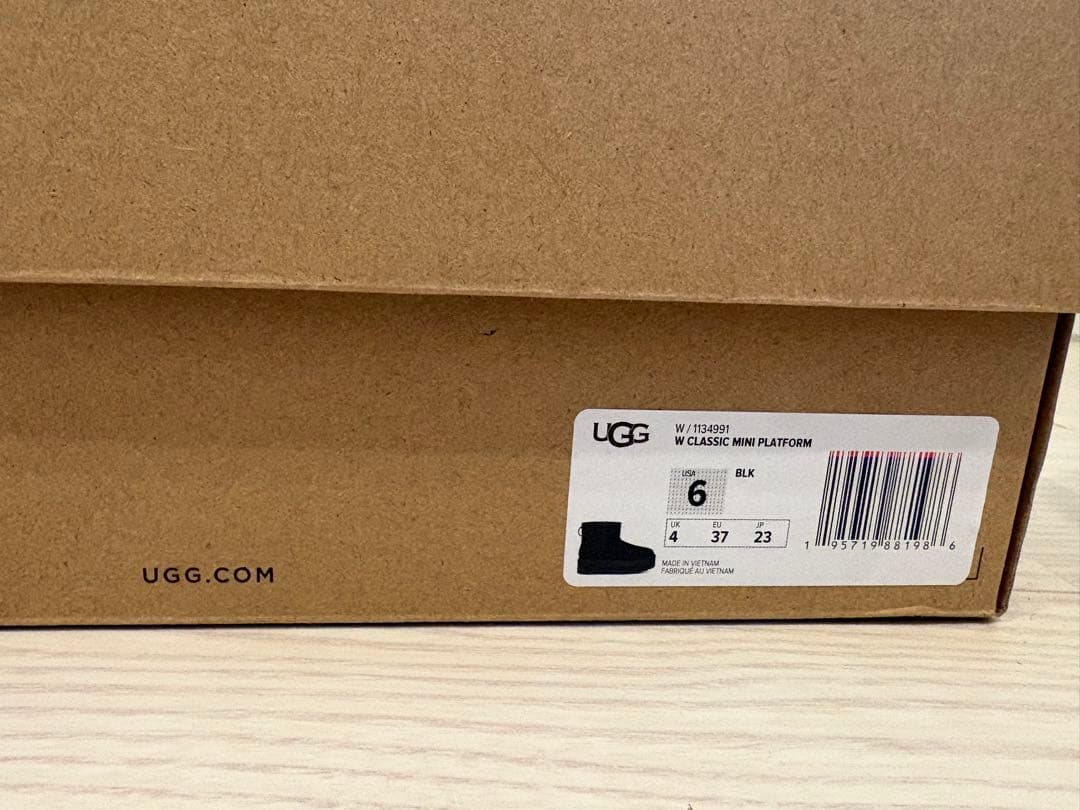 UGG
W / 1134991
W CLASSIC MINI PLATFORM
USA
6
BLK
UK EU JP
4 37 23
MADE IN VIETNAM
FABRIQUÉ AU VIETNAM
1 95719 88198 6
UGG.COM